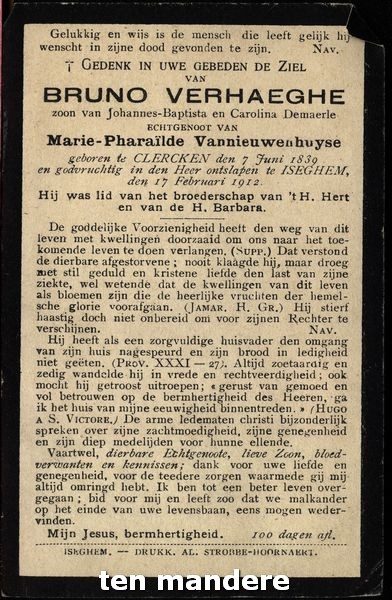 Gelukkig en wijs is de mensch die leeft gelijk hij
wenscht in zijne dood gevonden te zijn. NAV.
† GEDENK IN UWE GEBEDEN DE ZIEL
VAN
BRUNO VERHAEGHE
zoon van Johannes-Baptista en Carolina Demaerle
ECHTGENOOT VAN
Marie-Pharaïlde Vannieuwenhuyse
geboren te CLERCKEN den 7 Juni 1839
en godvruchtig in den Heer ontslapen te ISEGHEM,
den 17 Februari 1912.
Hij was lid van het broederschap van 't H. Hert
en van de H. Barbara.
De goddelijke Voorzienigheid heeft den weg van dit
leven met kwellingen doorzaaid om ons naar het toe-
komende leven te doen verlangen. (SUPP.) Dat verstond
de dierbare afgestorvene; nooit klaagde hij, maar droeg
met stil geduld en kristene liefde den last van zijne
ziekte, wel wetende dat de kwellingen van dit leven
als bloemen zijn die de heerlijke vruchten der hemel-
sche glorie voorafgaan. (JAMAR. H. GR.) Hij stierf
haastig doch niet onbereid om voor zijnen Rechter te
verschijnen. NAV.
Hij heeft als een zorgvuldige huisvader den omgang
van zijn huis nagespeurd en zijn brood in ledigheid
niet geëten. (PROV. XXXI — 27). Altijd zoetaardig en
zedig wandelde hij in vrede en rechtveerdigheid; ook
mocht hij getroost uitroepen; « gerust van gemoed en
vol betrouwen op de bermhertigheid des Heeren, ga
ik het huis van mijne eeuwigheid binnentreden. » (HUGO
A S. VICTORE.) De arme ledematen christi bijzonderlijk
spreken over zijne zachtmoedigheid, zijne genegenheid
en zijn diep medelijden voor hunne ellende.
Vaartwel, dierbare Echtgenoote, lieve Zoon, bloed-
verwanten en kennissen; dank voor uwe liefde en
genegenheid, voor de teedere zorgen waarmede gij mij
altijd omringd hebt. Ik ben tot een beter leven over-
gegaan; bid voor mij en leeft zoo dat we malkander
op het einde van uwe levensbaan, eens mogen weder-
vinden.
Mijn Jesus, bermhertigheid. 100 dagen afl.
ISEGHEM. — DRUKK. AL. STROBBE-HOORNAERT.
ten mandere